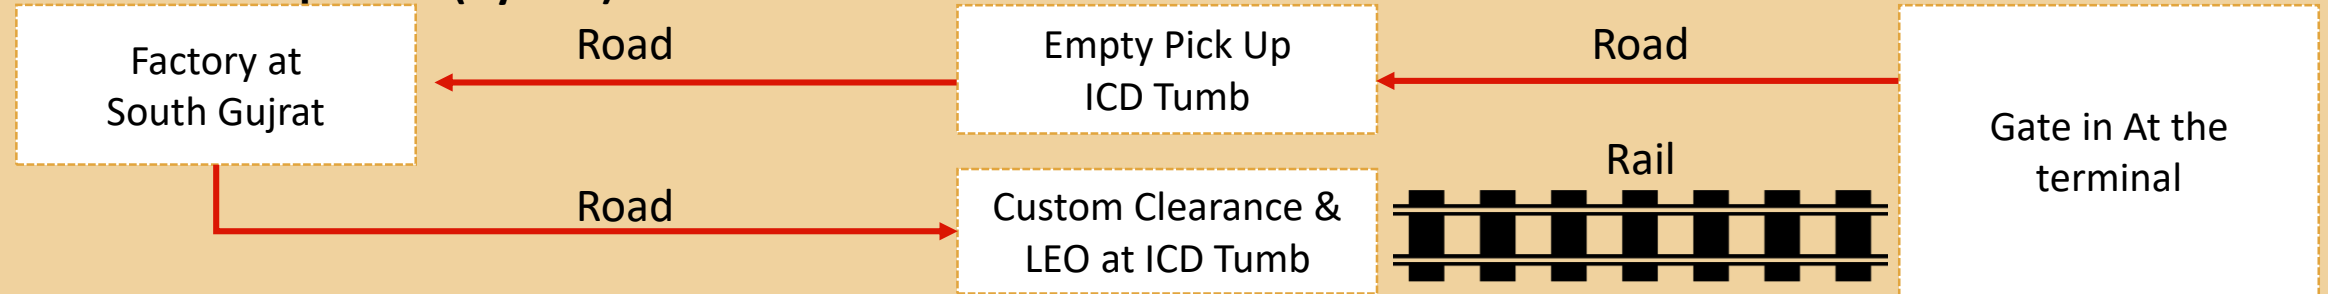 Road
Road
Factory at
South Gujrat
Empty Pick Up
ICD Tumb
Gate in At the
terminal
Rail
Road
Custom Clearance &
LEO at ICD Tumb